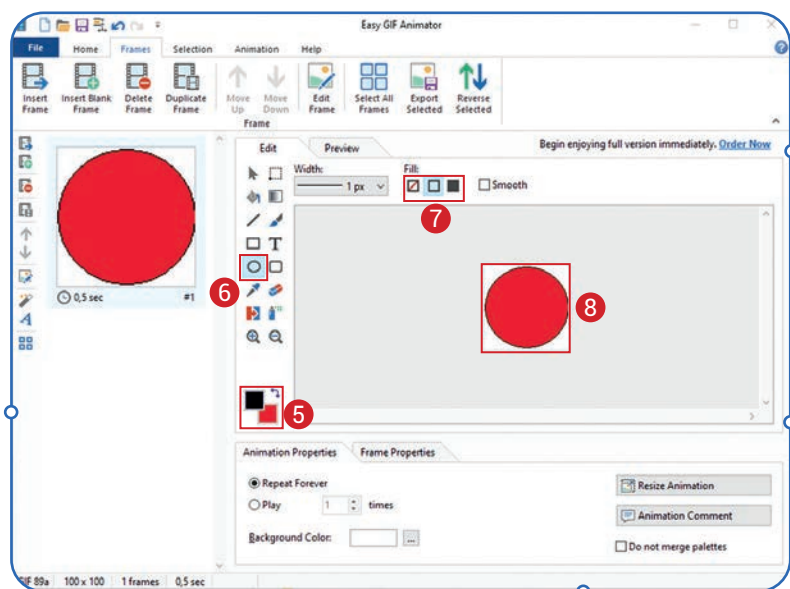 Easy GIF Animator
File Home Frames Selection Animation Help
Insert Frame
Insert Blank Frame
Delete Frame
Duplicate Frame
Move Up
Move Down
Edit Frame
Select All Frames
Export Selected
Reverse Selected
Frame
Edit Preview
Begin enjoying full version immediately. Order Now
Width:
1 px
Fill:
Smooth
7
T
6
8
0,5 sec #1
A
5
Animation Properties Frame Properties
Repeat Forever
Play 1 times
Background Color: ...
Resize Animation
Animation Comment
Do not merge palettes
GIF 89a 100 x 100 1 frames 0,5 sec